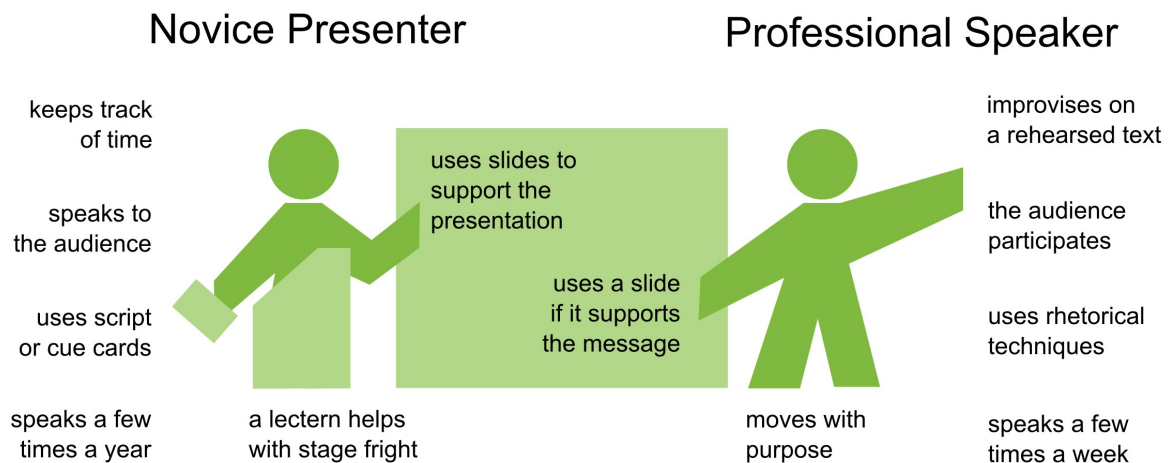 Novice Presenter
keeps track
of time
speaks to
the audience
uses script
or cue cards
speaks a few
times a year
a lectern helps
with stage fright
uses slides to
support the
presentation
Professional Speaker
uses a slide
if it supports
the message
moves with
purpose
improvises on
a rehearsed text
the audience
participates
uses rhetorical
techniques
speaks a few
times a week